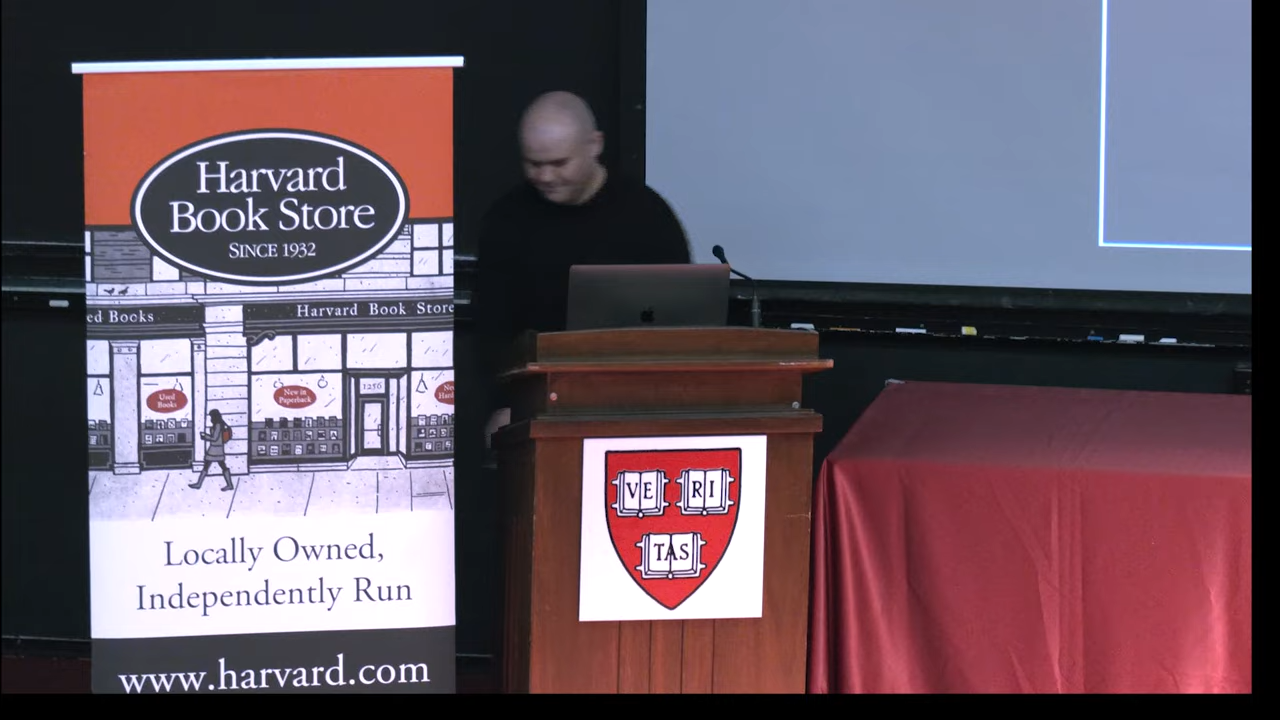 Harvard
Book Store
SINCE 1932
ed Books
Harvard Book Store
1256
Used
Books
New in
Paperback
Locally Owned,
Independently Run
www.harvard.com
VE RI
TAS